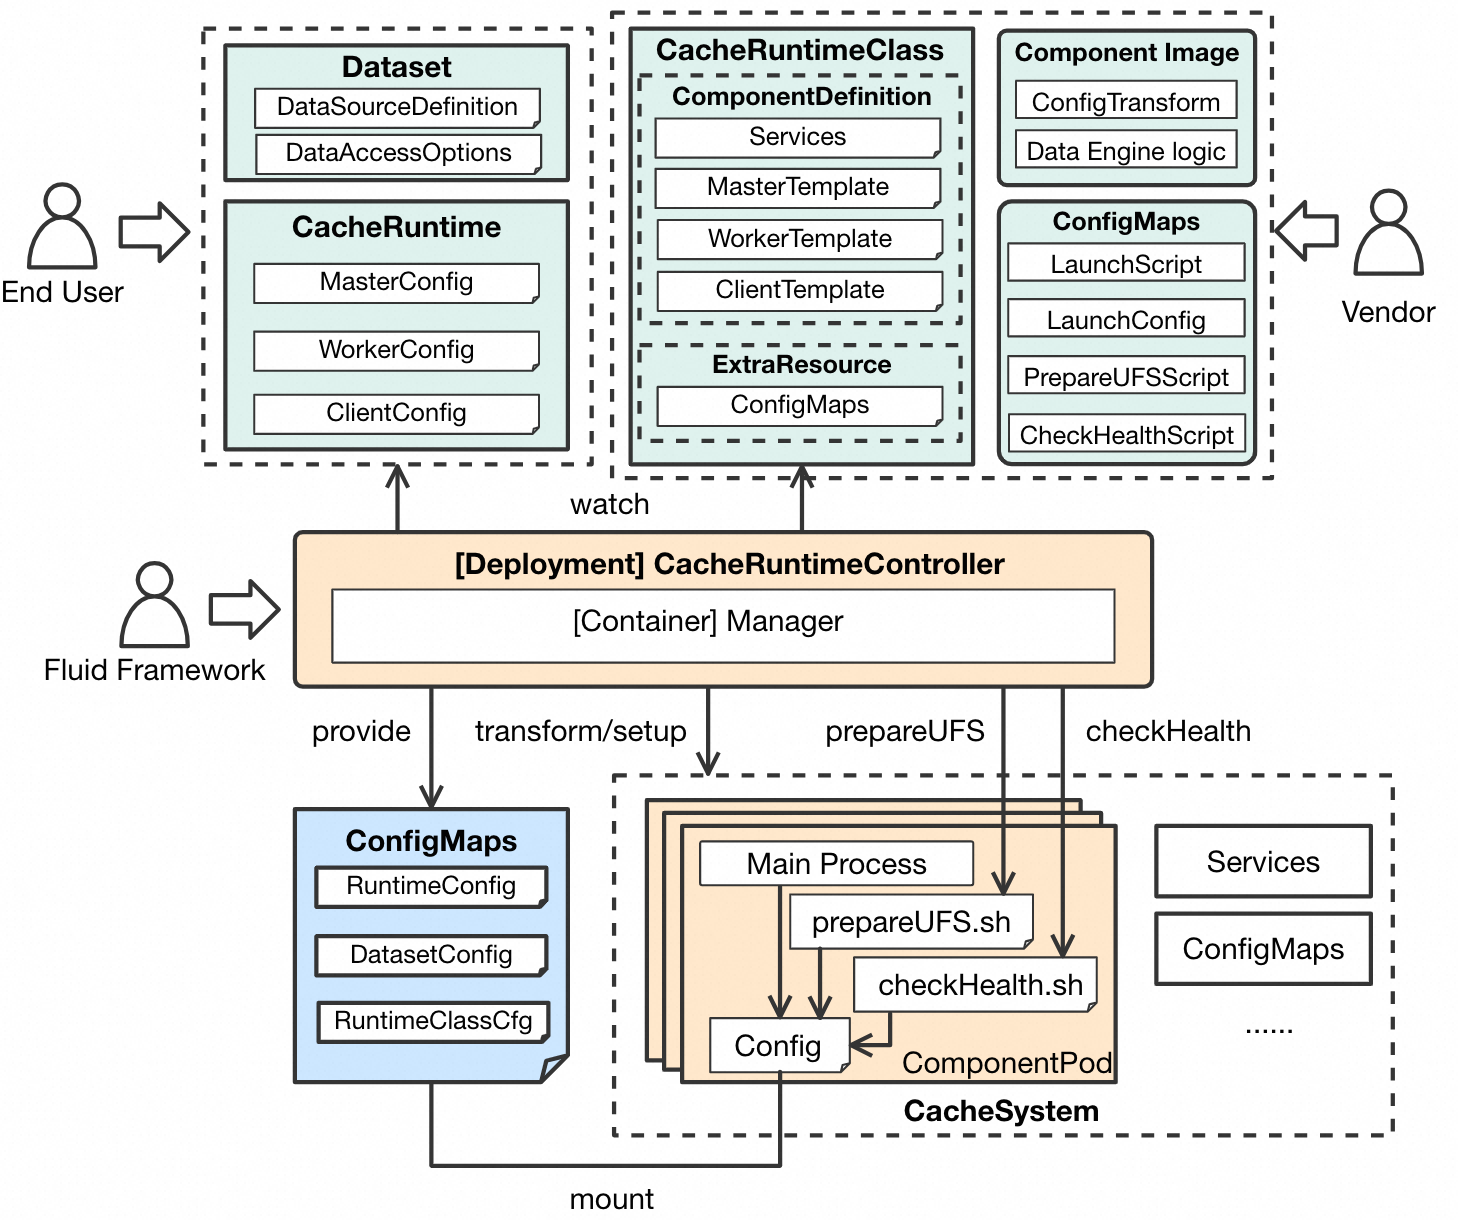 Dataset
DataSourceDefinition
DataAccessOptions
CacheRuntime
MasterConfig
WorkerConfig
ClientConfig
End User
CacheRuntimeClass
ComponentDefinition
Services
MasterTemplate
WorkerTemplate
ClientTemplate
ExtraResource
ConfigMaps
Component Image
ConfigTransform
Data Engine logic
ConfigMaps
LaunchScript
LaunchConfig
PrepareUFSScript
CheckHealthScript
Vendor
watch
[Deployment] CacheRuntimeController
[Container] Manager
Fluid Framework
provide
transform/setup
prepareUFS
checkHealth
ConfigMaps
RuntimeConfig
DatasetConfig
RuntimeClassCfg
Main Process
prepareUFS.sh
checkHealth.sh
Config
ComponentPod
CacheSystem
Services
ConfigMaps
......
mount